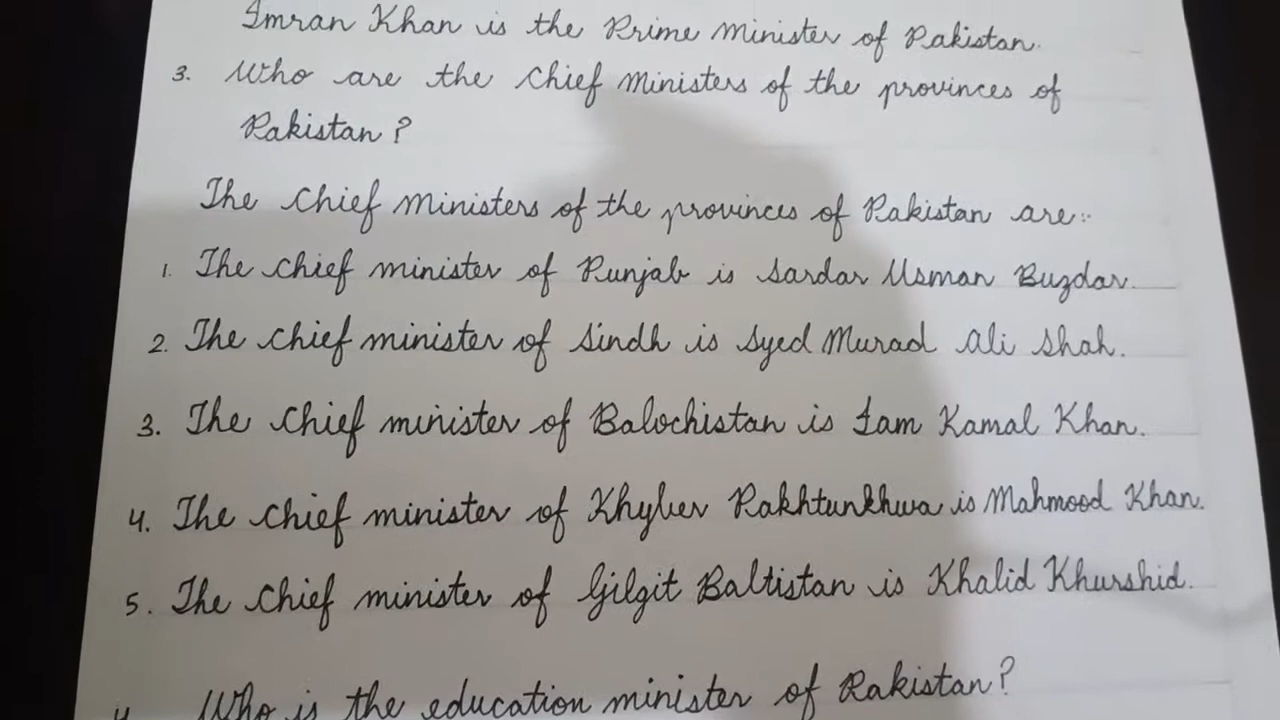 Imran Khan is the Prime Minister of Pakistan.
3. Who are the Chief Ministers of the provinces of
Pakistan?
The Chief Ministers of the provinces of Pakistan are:-
1. The chief minister of Punjab is Sardar Usman Buzdar.
2. The chief minister of Sindh is Syed Murad Ali Shah.
3. The chief minister of Balochistan is Jam Kamal Khan.
4. The chief minister of Khyber Pakhtunkhwa is Mahmood Khan.
5. The chief minister of Gilgit Baltistan is Khalid Khurshid.
4. Who is the education minister of Pakistan?